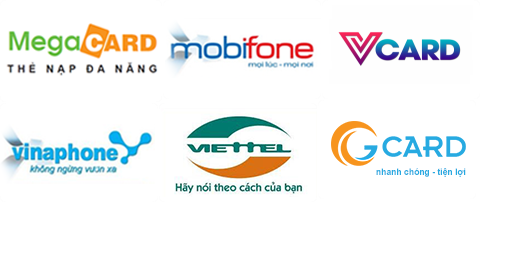 MegaCARD
THẺ NẠP ĐA NĂNG
mobifone
mọi lúc - mọi nơi
VCARD
vinaphone
không ngừng vươn xa
VIETTEL
Hãy nói theo cách của bạn
GCARD
nhanh chóng - tiện lợi